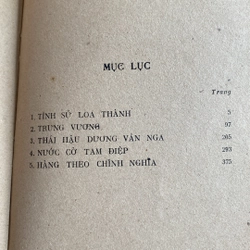 MỤC LỤC
Trang
1. TÌNH SỬ LOA THÀNH 5
2. TRƯNG VƯƠNG 97
3. THÁI HẬU DƯƠNG VÂN NGA 205
4. NƯỚC CỜ TAM ĐIỆP 293
5. HÀNG THEO CHÍNH NGHĨA 375